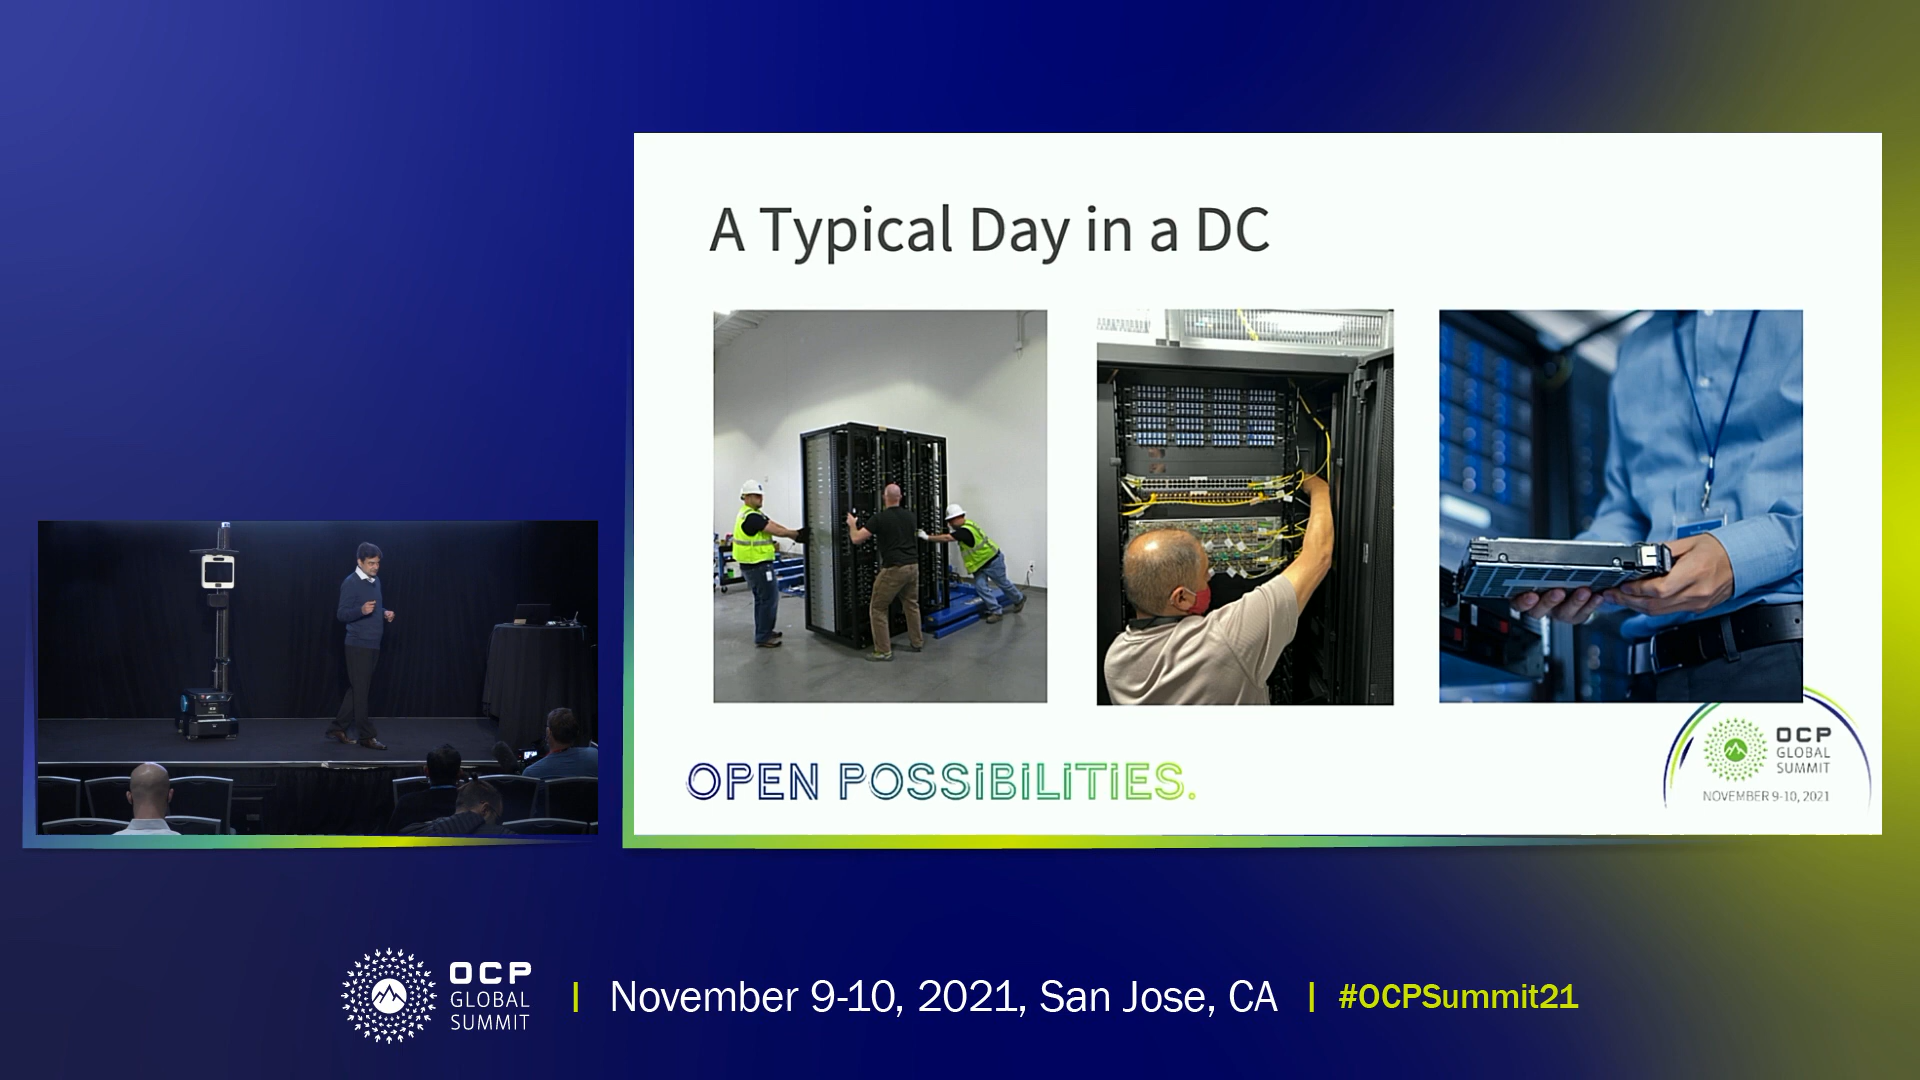 A Typical Day in a DC
OPEN POSSIBILITIES.
OCP
GLOBAL
SUMMIT
NOVEMBER 9-10, 2021
OCP
GLOBAL
SUMMIT
| November 9-10, 2021, San Jose, CA | #OCPSummit21